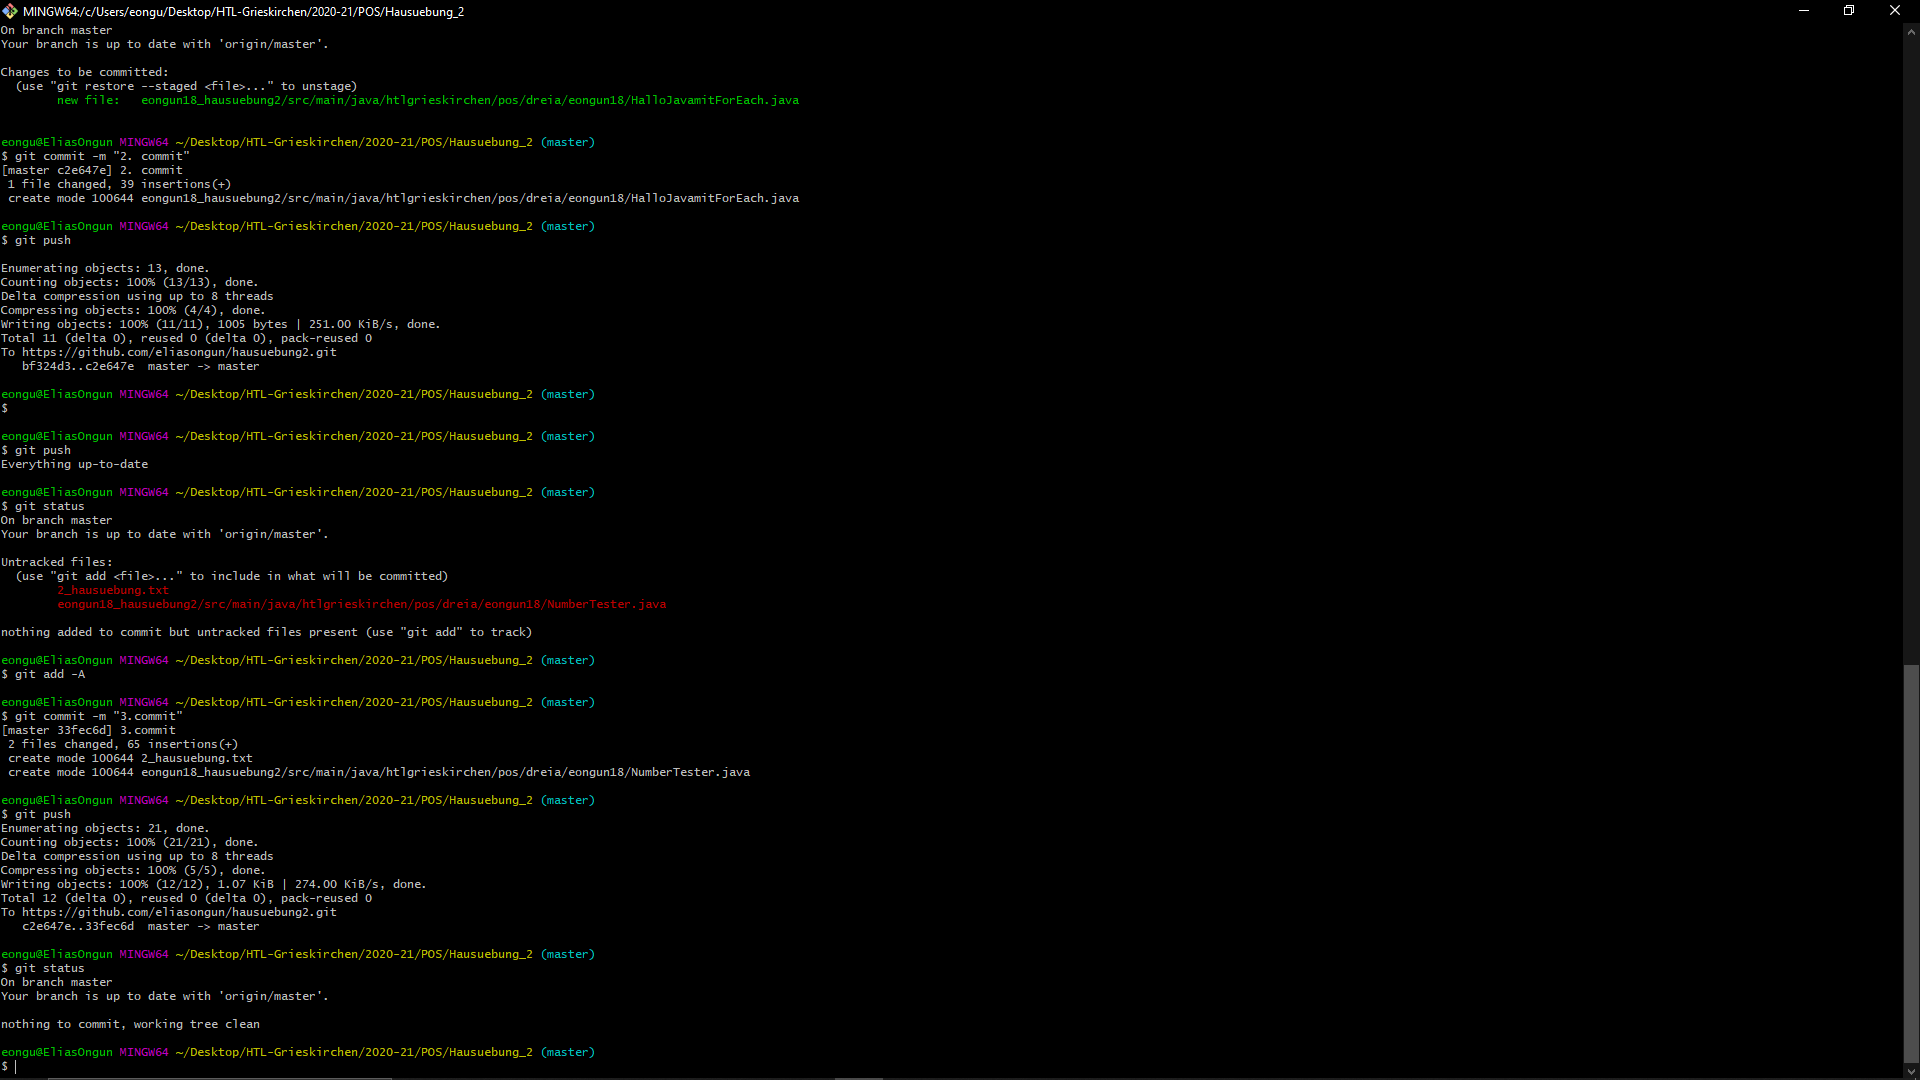 MINGW64:/c/Users/eongu/Desktop/HTL-Grieskirchen/2020-21/POS/Hausuebung_2
On branch master
Your branch is up to date with 'origin/master'.
Changes to be committed:
  (use "git restore --staged <file>..." to unstage)
        new file:   eongun18_hausuebung2/src/main/java/htlgrieskirchen/pos/dreia/eongun18/HalloJavamitForEach.java
eongu@EliasOngun MINGW64 ~/Desktop/HTL-Grieskirchen/2020-21/POS/Hausuebung_2 (master)
$ git commit -m "2. commit"
[master c2e647e] 2. commit
 1 file changed, 39 insertions(+)
 create mode 100644 eongun18_hausuebung2/src/main/java/htlgrieskirchen/pos/dreia/eongun18/HalloJavamitForEach.java
eongu@EliasOngun MINGW64 ~/Desktop/HTL-Grieskirchen/2020-21/POS/Hausuebung_2 (master)
$ git push
Enumerating objects: 13, done.
Counting objects: 100% (13/13), done.
Delta compression using up to 8 threads
Compressing objects: 100% (4/4), done.
Writing objects: 100% (11/11), 1005 bytes | 251.00 KiB/s, done.
Total 11 (delta 0), reused 0 (delta 0), pack-reused 0
To https://github.com/eliasongun/hausuebung2.git
   bf324d3..c2e647e  master -> master
eongu@EliasOngun MINGW64 ~/Desktop/HTL-Grieskirchen/2020-21/POS/Hausuebung_2 (master)
$
eongu@EliasOngun MINGW64 ~/Desktop/HTL-Grieskirchen/2020-21/POS/Hausuebung_2 (master)
$ git push
Everything up-to-date
eongu@EliasOngun MINGW64 ~/Desktop/HTL-Grieskirchen/2020-21/POS/Hausuebung_2 (master)
$ git status
On branch master
Your branch is up to date with 'origin/master'.
Untracked files:
  (use "git add <file>..." to include in what will be committed)
        2_hausuebung.txt
        eongun18_hausuebung2/src/main/java/htlgrieskirchen/pos/dreia/eongun18/NumberTester.java
nothing added to commit but untracked files present (use "git add" to track)
eongu@EliasOngun MINGW64 ~/Desktop/HTL-Grieskirchen/2020-21/POS/Hausuebung_2 (master)
$ git add -A
eongu@EliasOngun MINGW64 ~/Desktop/HTL-Grieskirchen/2020-21/POS/Hausuebung_2 (master)
$ git commit -m "3.commit"
[master 33fec6d] 3.commit
 2 files changed, 65 insertions(+)
 create mode 100644 2_hausuebung.txt
 create mode 100644 eongun18_hausuebung2/src/main/java/htlgrieskirchen/pos/dreia/eongun18/NumberTester.java
eongu@EliasOngun MINGW64 ~/Desktop/HTL-Grieskirchen/2020-21/POS/Hausuebung_2 (master)
$ git push
Enumerating objects: 21, done.
Counting objects: 100% (21/21), done.
Delta compression using up to 8 threads
Compressing objects: 100% (5/5), done.
Writing objects: 100% (12/12), 1.07 KiB | 274.00 KiB/s, done.
Total 12 (delta 0), reused 0 (delta 0), pack-reused 0
To https://github.com/eliasongun/hausuebung2.git
   c2e647e..33fec6d  master -> master
eongu@EliasOngun MINGW64 ~/Desktop/HTL-Grieskirchen/2020-21/POS/Hausuebung_2 (master)
$ git status
On branch master
Your branch is up to date with 'origin/master'.
nothing to commit, working tree clean
eongu@EliasOngun MINGW64 ~/Desktop/HTL-Grieskirchen/2020-21/POS/Hausuebung_2 (master)
$